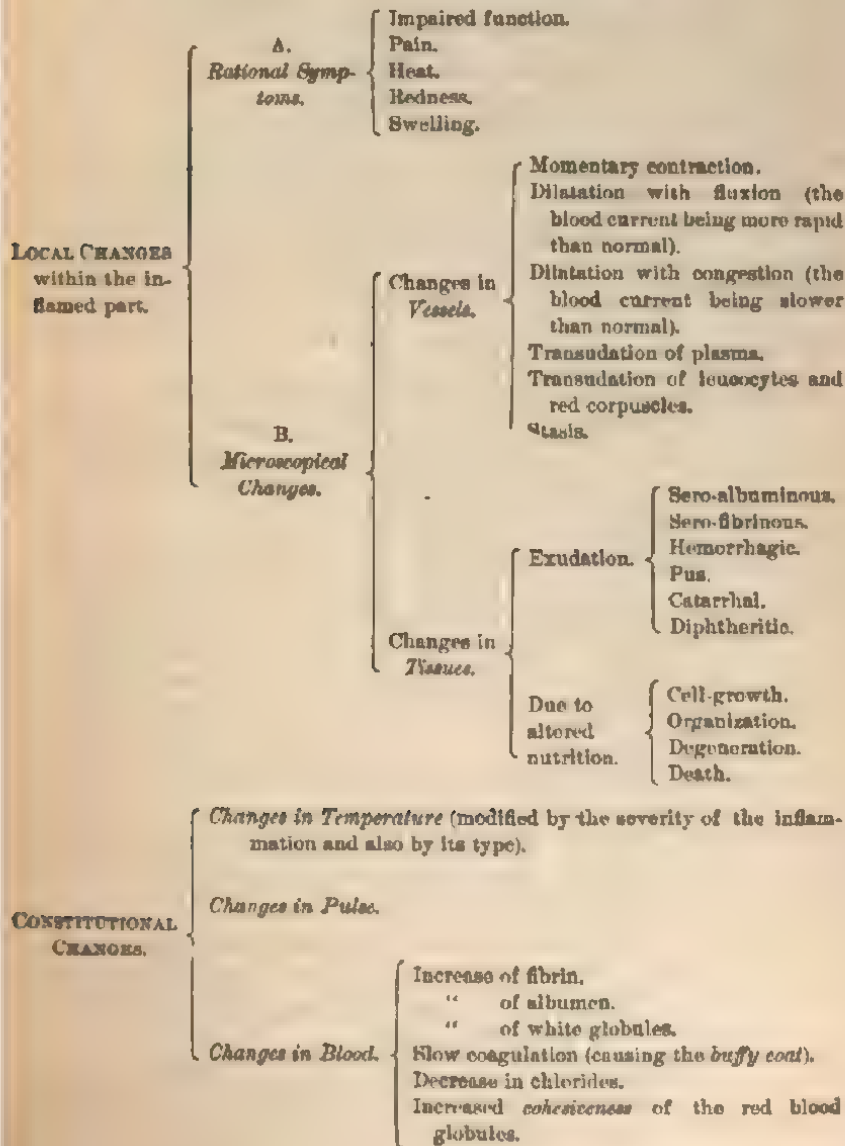 A.
Rational Symp-
toms.
Impaired function.
Pain.
Heat.
Redness.
Swelling.
LOCAL CHANGES
within the in-
flamed part.
B.
Microscopical
Changes.
Changes in
Vessels.
Momentary contraction.
Dilatation with fluxion (the
blood current being more rapid
than normal).
Dilatation with congestion (the
blood current being slower
than normal).
Transudation of plasma.
Transudation of leucocytes and
red corpuscles.
Stasis.
Changes in
Tissues.
Exudation.
Sero-albuminous.
Sero-fibrinous.
Hemorrhagic.
Pus.
Catarrhal.
Diphtheritic.
Due to
altered
nutrition.
Cell-growth.
Organization.
Degeneration.
Death.
CONSTITUTIONAL
CHANGES.
Changes in Temperature (modified by the severity of the inflam-
mation and also by its type).
Changes in Pulse.
Changes in Blood.
Increase of fibrin.
“ of albumen.
“ of white globules.
Slow coagulation (causing the buffy coat).
Decrease in chlorides.
Increased cohesiveness of the red blood
globules.